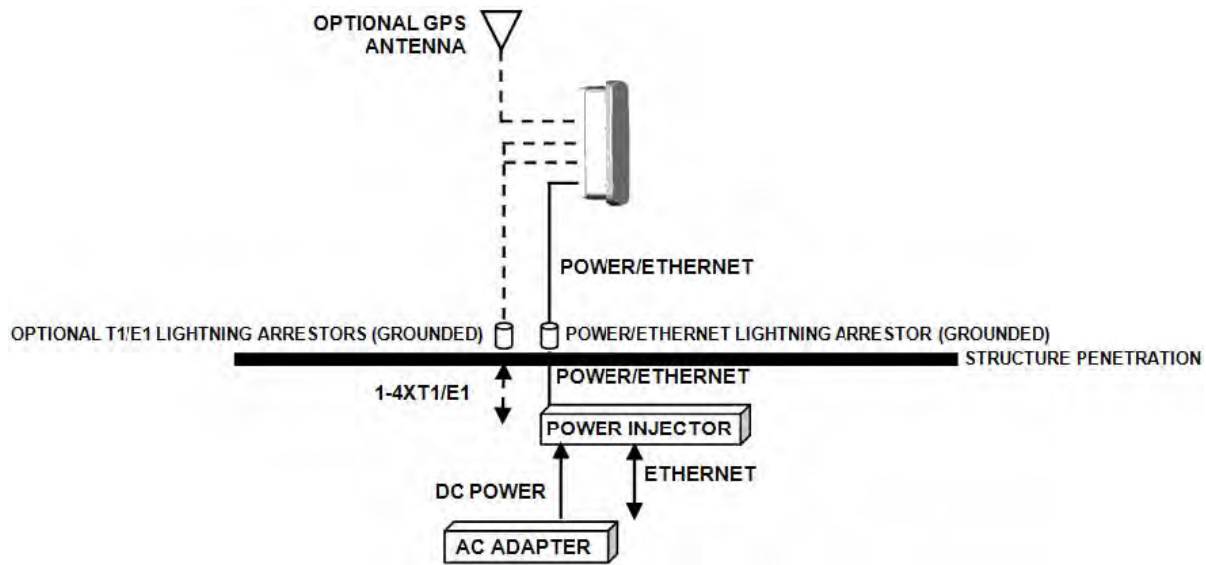 OPTIONAL GPS
ANTENNA
POWER/ETHERNET
OPTIONAL T1/E1 LIGHTNING ARRESTORS (GROUNDED)
POWER/ETHERNET LIGHTNING ARRESTOR (GROUNDED)
STRUCTURE PENETRATION
1-4XT1/E1
POWER/ETHERNET
POWER INJECTOR
ETHERNET
DC POWER
AC ADAPTER